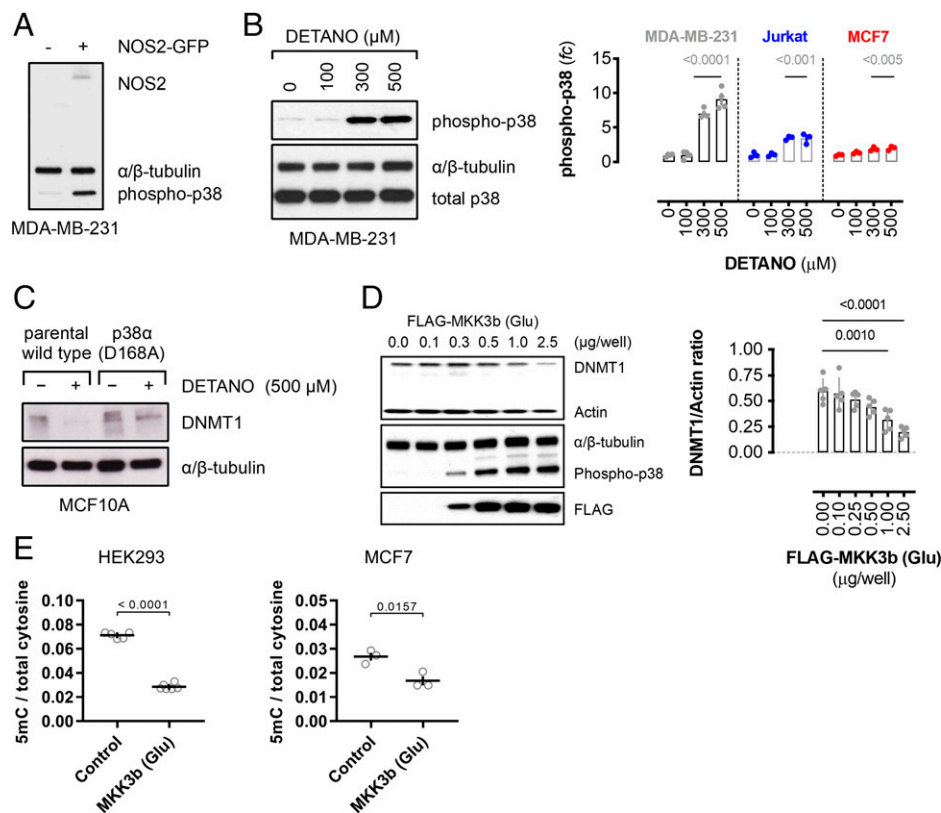 A
- + NOS2-GFP
NOS2
α/β-tubulin
phospho-p38
MDA-MB-231
B
DETANO (µM)
0 100 300 500
phospho-p38
α/β-tubulin
total p38
MDA-MB-231
MDA-MB-231 Jurkat MCF7
<0.0001 <0.001 <0.005
phospho-p38 (fc)
15
10
5
0
0 100 300 500 0 100 300 500 0 100 300 500
DETANO (µM)
C
parental wild type
p38α (D168A)
– + – + DETANO (500 µM)
DNMT1
α/β-tubulin
MCF10A
D
FLAG-MKK3b (Glu)
0.0 0.1 0.3 0.5 1.0 2.5 (µg/well)
DNMT1
Actin
α/β-tubulin
Phospho-p38
FLAG
<0.0001
0.0010
DNMT1/Actin ratio
1.00
0.75
0.50
0.25
0.00
0.00 0.10 0.25 0.50 1.00 2.50
FLAG-MKK3b (Glu)
(µg/well)
E
HEK293
5mC / total cytosine
0.10
0.08
0.06
0.04
0.02
0.00
< 0.0001
Control
MKK3b (Glu)
MCF7
5mC / total cytosine
0.05
0.04
0.03
0.02
0.01
0.00
0.0157
Control
MKK3b (Glu)